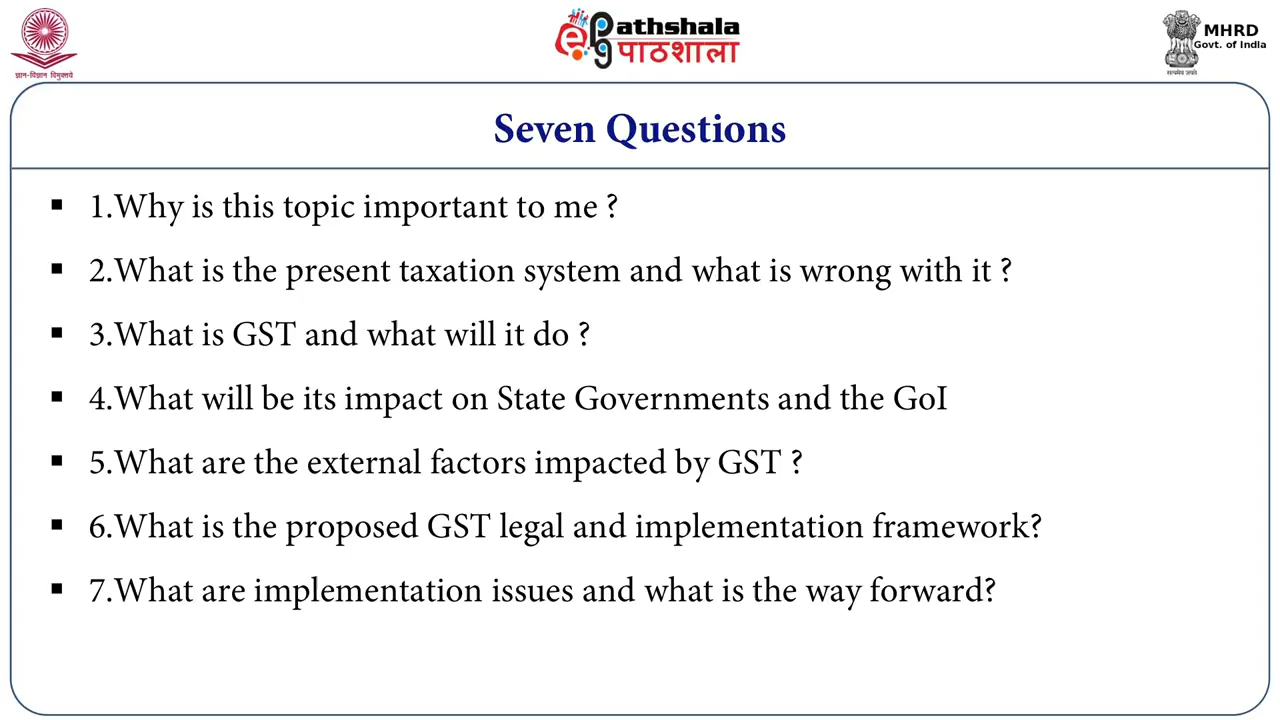 ज्ञान-विज्ञान विमुक्तये
ePathshala
पाठशाला
MHRD
Govt. of India
सत्यमेव जयते
Seven Questions
▪ 1.Why is this topic important to me ?
▪ 2.What is the present taxation system and what is wrong with it ?
▪ 3.What is GST and what will it do ?
▪ 4.What will be its impact on State Governments and the GoI
▪ 5.What are the external factors impacted by GST ?
▪ 6.What is the proposed GST legal and implementation framework?
▪ 7.What are implementation issues and what is the way forward?